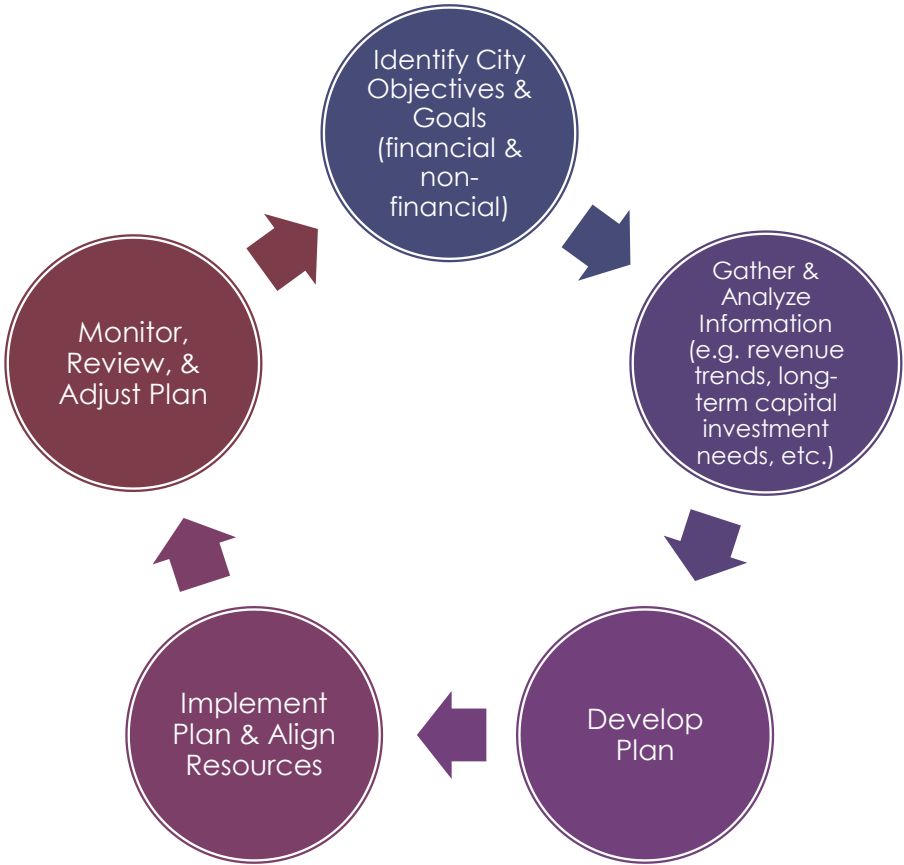 Identify City
Objectives &
Goals
(financial &
non-
financial)
Gather &
Analyze
Information
(e.g. revenue
trends, long-
term capital
investment
needs, etc.)
Develop
Plan
Implement
Plan & Align
Resources
Monitor,
Review, &
Adjust Plan